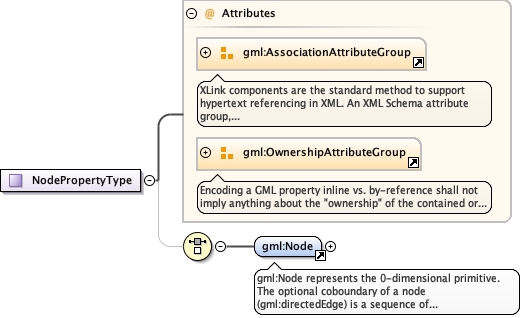 @ Attributes
gml:AssociationAttributeGroup
XLink components are the standard method to support
hypertext referencing in XML. An XML Schema attribute
group,...
gml:OwnershipAttributeGroup
Encoding a GML property inline vs. by-reference shall not
imply anything about the "ownership" of the contained or...
NodePropertyType
gml:Node
gml:Node represents the 0-dimensional primitive.
The optional coboundary of a node
(gml:directedEdge) is a sequence of...